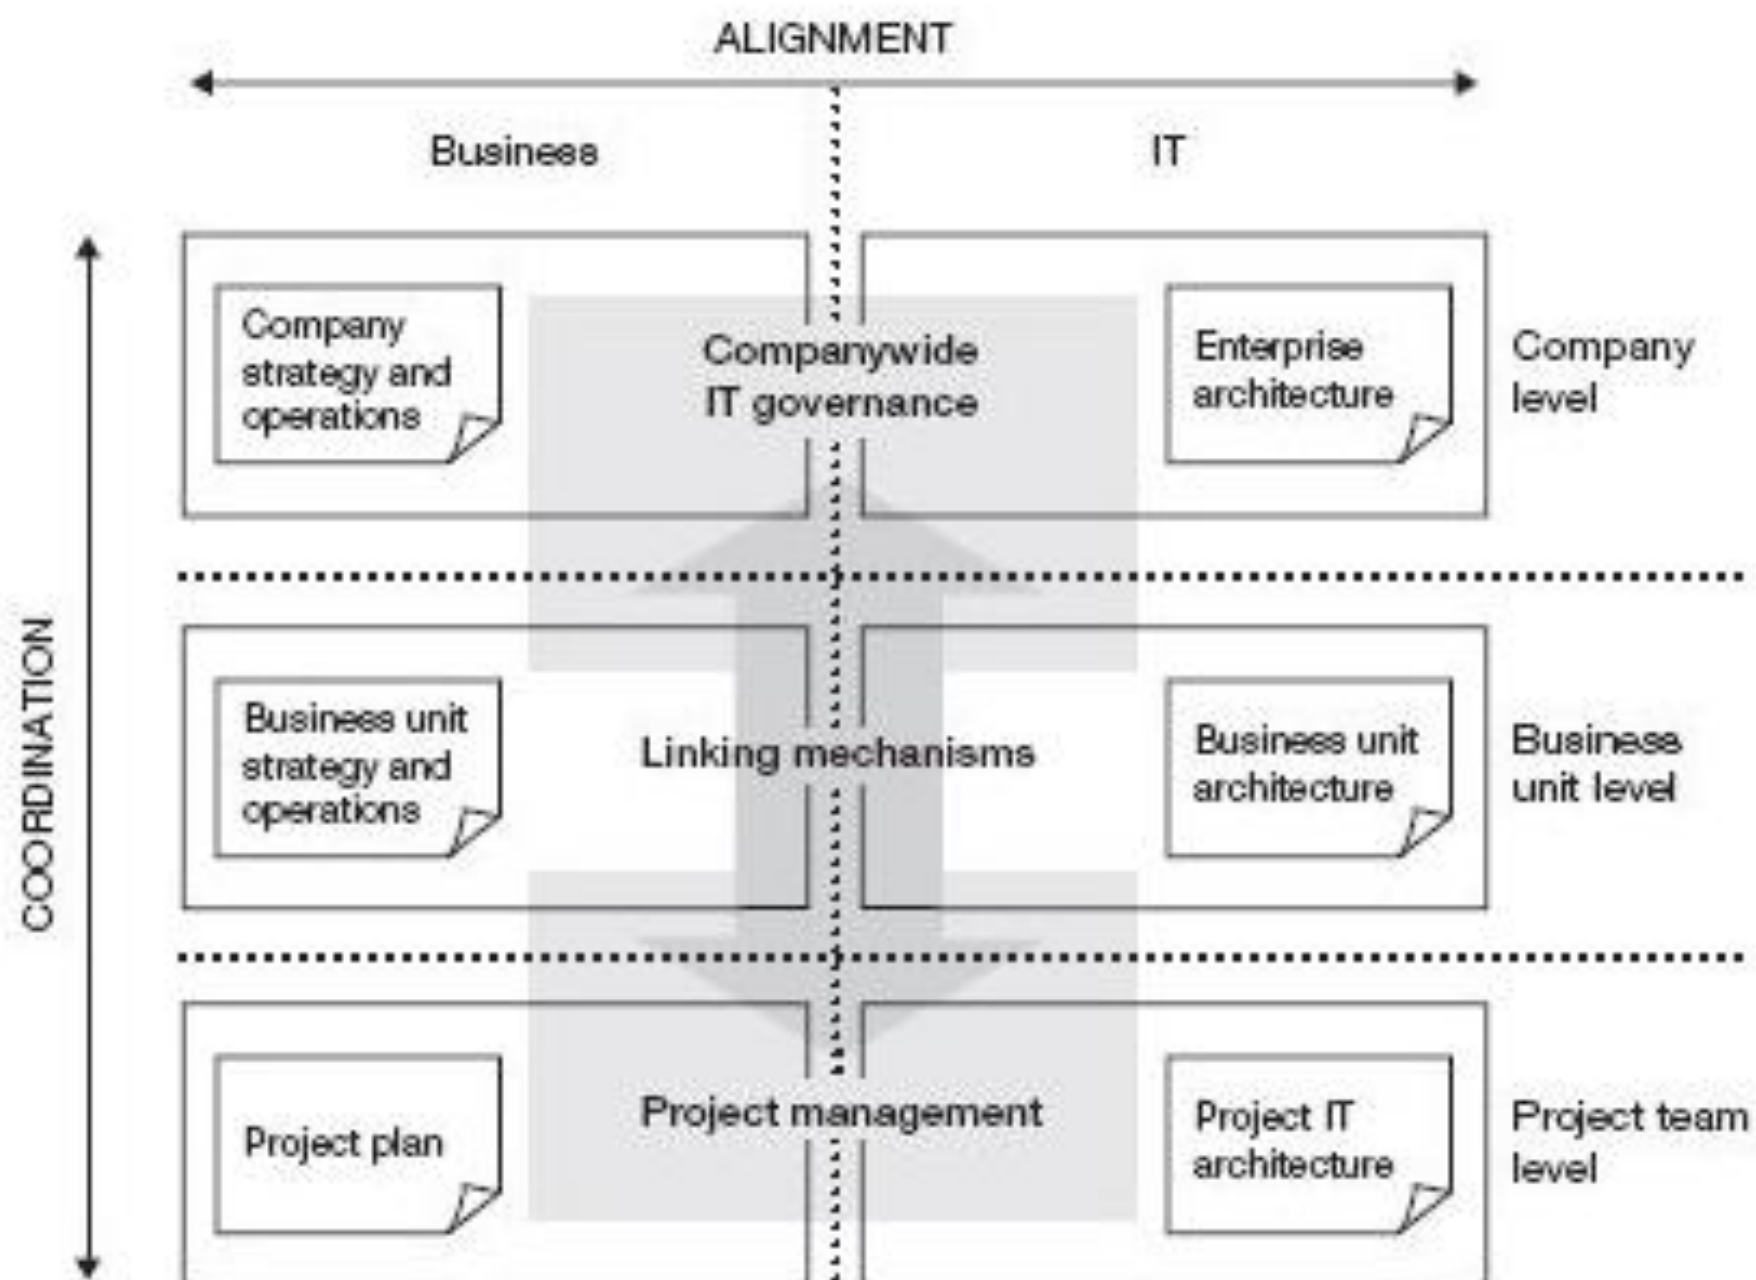 ALIGNMENT
Business
IT
COORDINATION
Company
strategy and
operations
Companywide
IT governance
Enterprise
architecture
Company
level
Business unit
strategy and
operations
Linking mechanisms
Business unit
architecture
Business
unit level
Project plan
Project management
Project IT
architecture
Project team
level